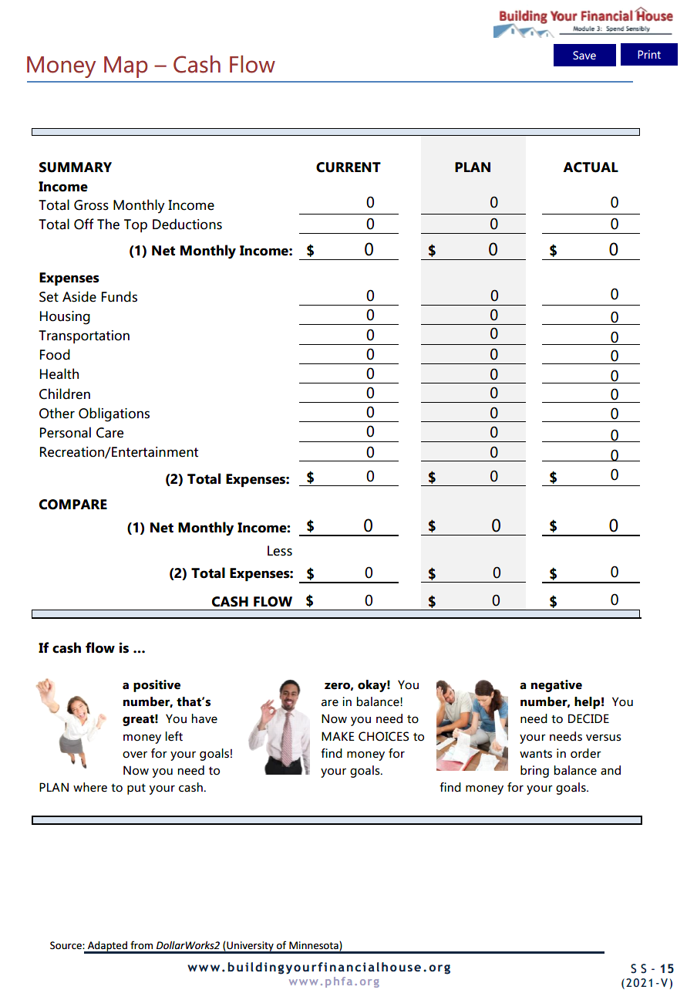 Building Your Financial House
Module 3: Spend Sensibly
Save Print
Money Map – Cash Flow
SUMMARY CURRENT PLAN ACTUAL
Income
Total Gross Monthly Income 0 0 0
Total Off The Top Deductions 0 0 0
(1) Net Monthly Income: $ 0 $ 0 $ 0
Expenses
Set Aside Funds 0 0 0
Housing 0 0 0
Transportation 0 0 0
Food 0 0 0
Health 0 0 0
Children 0 0 0
Other Obligations 0 0 0
Personal Care 0 0 0
Recreation/Entertainment 0 0 0
(2) Total Expenses: $ 0 $ 0 $ 0
COMPARE
(1) Net Monthly Income: $ 0 $ 0 $ 0
Less
(2) Total Expenses: $ 0 $ 0 $ 0
CASH FLOW $ 0 $ 0 $ 0
If cash flow is ...
a positive
number, that's
great! You have
money left
over for your goals!
Now you need to
PLAN where to put your cash.
zero, okay! You
are in balance!
Now you need to
MAKE CHOICES to
find money for
your goals.
a negative
number, help! You
need to DECIDE
your needs versus
wants in order
bring balance and
find money for your goals.
Source: Adapted from DollarWorks2 (University of Minnesota)
www.buildingyourfinancialhouse.org
www.phfa.org
SS - 15
(2021-V)